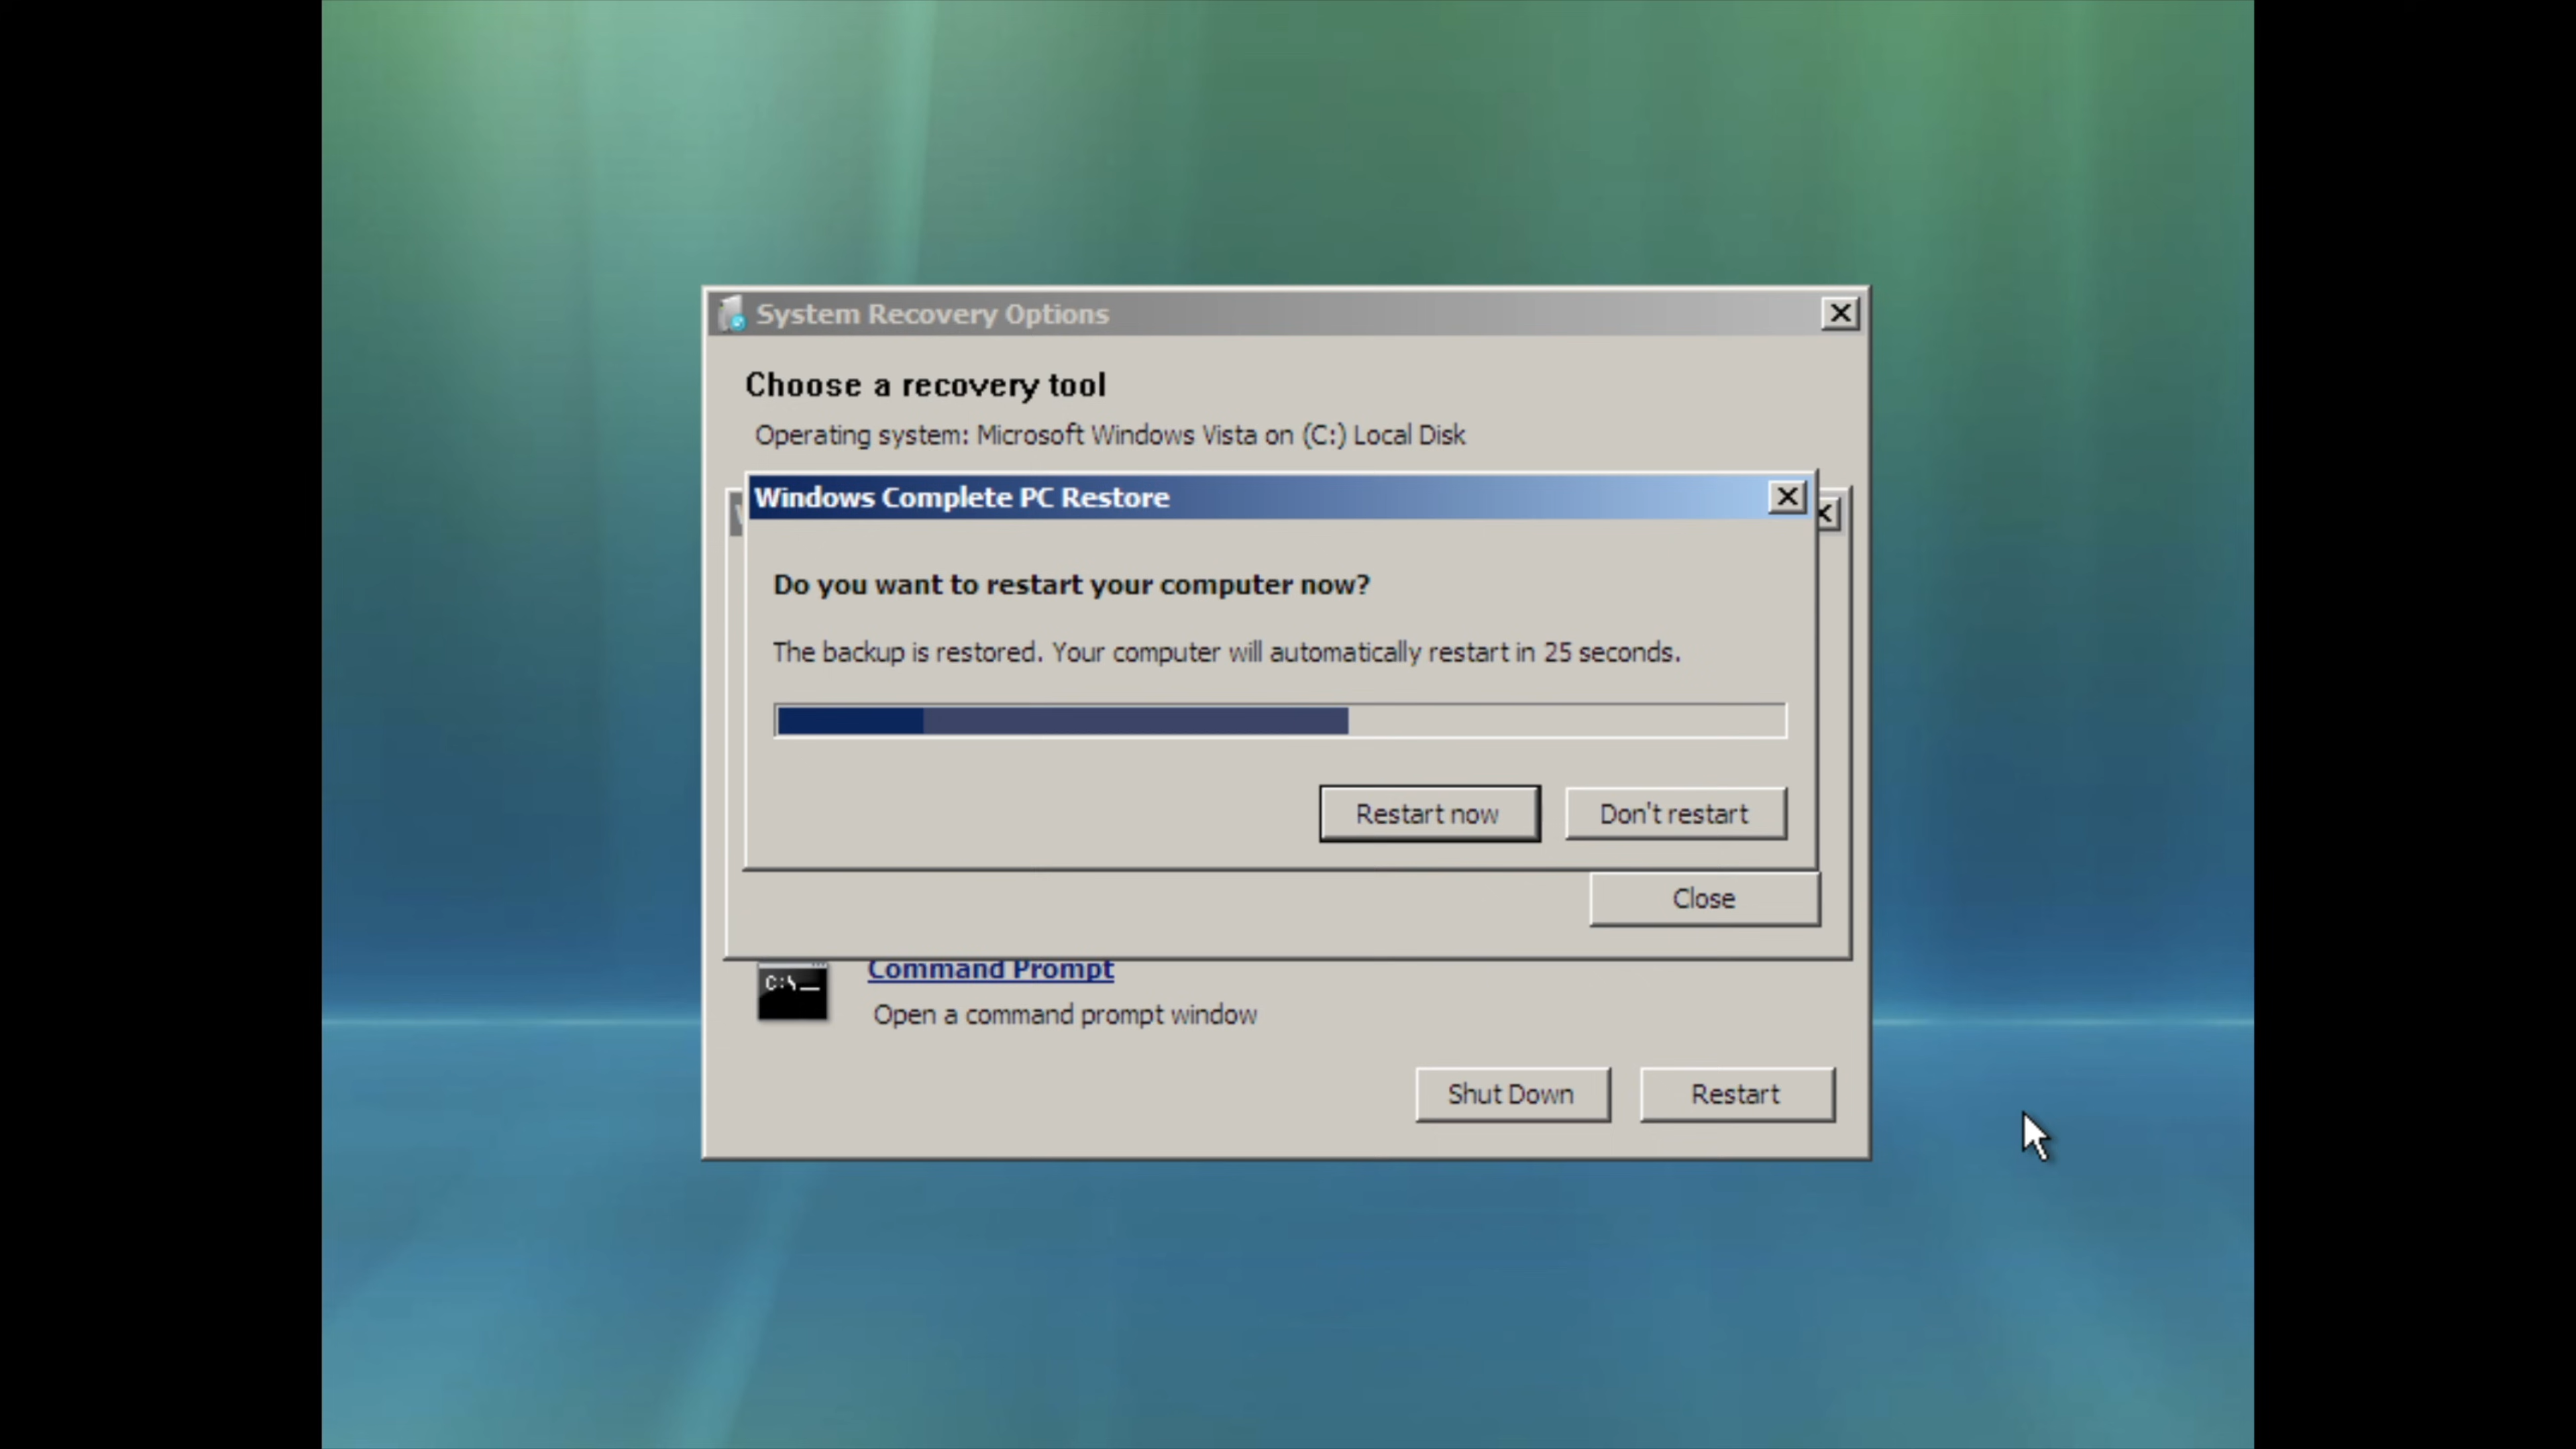 System Recovery Options
Choose a recovery tool
Operating system: Microsoft Windows Vista on (C:) Local Disk
Windows Complete PC Restore
Do you want to restart your computer now?
The backup is restored. Your computer will automatically restart in 25 seconds.
Restart now
Don't restart
Close
C:\_
Command Prompt
Open a command prompt window
Shut Down
Restart